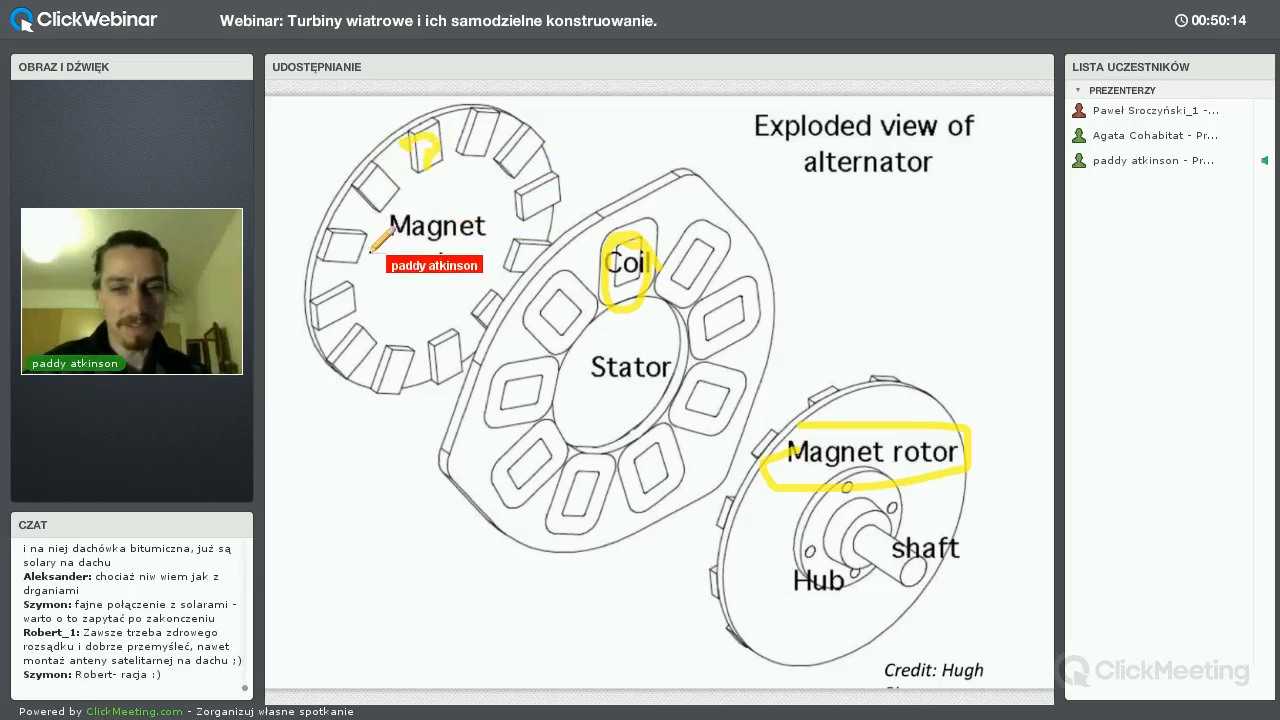 ClickWebinar
Webinar: Turbiny wiatrowe i ich samodzielne konstruowanie.
00:50:14
OBRAZ I DŹWIĘK
paddy atkinson
CZAT
i na niej dachówka bitumiczna, już są
solary na dachu
Aleksander: chociaż niw wiem jak z
drganiami
Szymon: fajne połączenie z solarami -
warto o to zapytać po zakonczeniu
Robert_1: Zawsze trzeba zdrowego
rozsądku i dobrze przemyśleć, nawet
montaż anteny satelitarnej na dachu ;)
Szymon: Robert- racja :)
UDOSTĘPNIANIE
Exploded view of
alternator
Magnet
paddy atkinson
Coil
Stator
Magnet rotor
shaft
Hub
Credit: Hugh
LISTA UCZESTNIKÓW
PREZENTERZY
Paweł Sroczyński_1 -...
Agata Cohabitat - Pr...
paddy atkinson - Pr...
ClickMeeting
Powered by ClickMeeting.com - Zorganizuj własne spotkanie